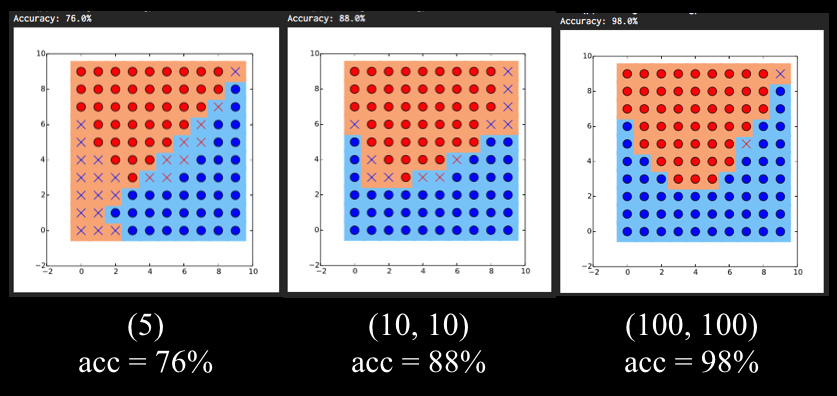 Accuracy: 76.0%
Accuracy: 88.0%
Accuracy: 98.0%
10
8
6
4
2
0
−2
−2 0 2 4 6 8 10
10
8
6
4
2
0
−2
−2 0 2 4 6 8 10
10
8
6
4
2
0
−2
−2 0 2 4 6 8 10
(5)
acc = 76%
(10, 10)
acc = 88%
(100, 100)
acc = 98%